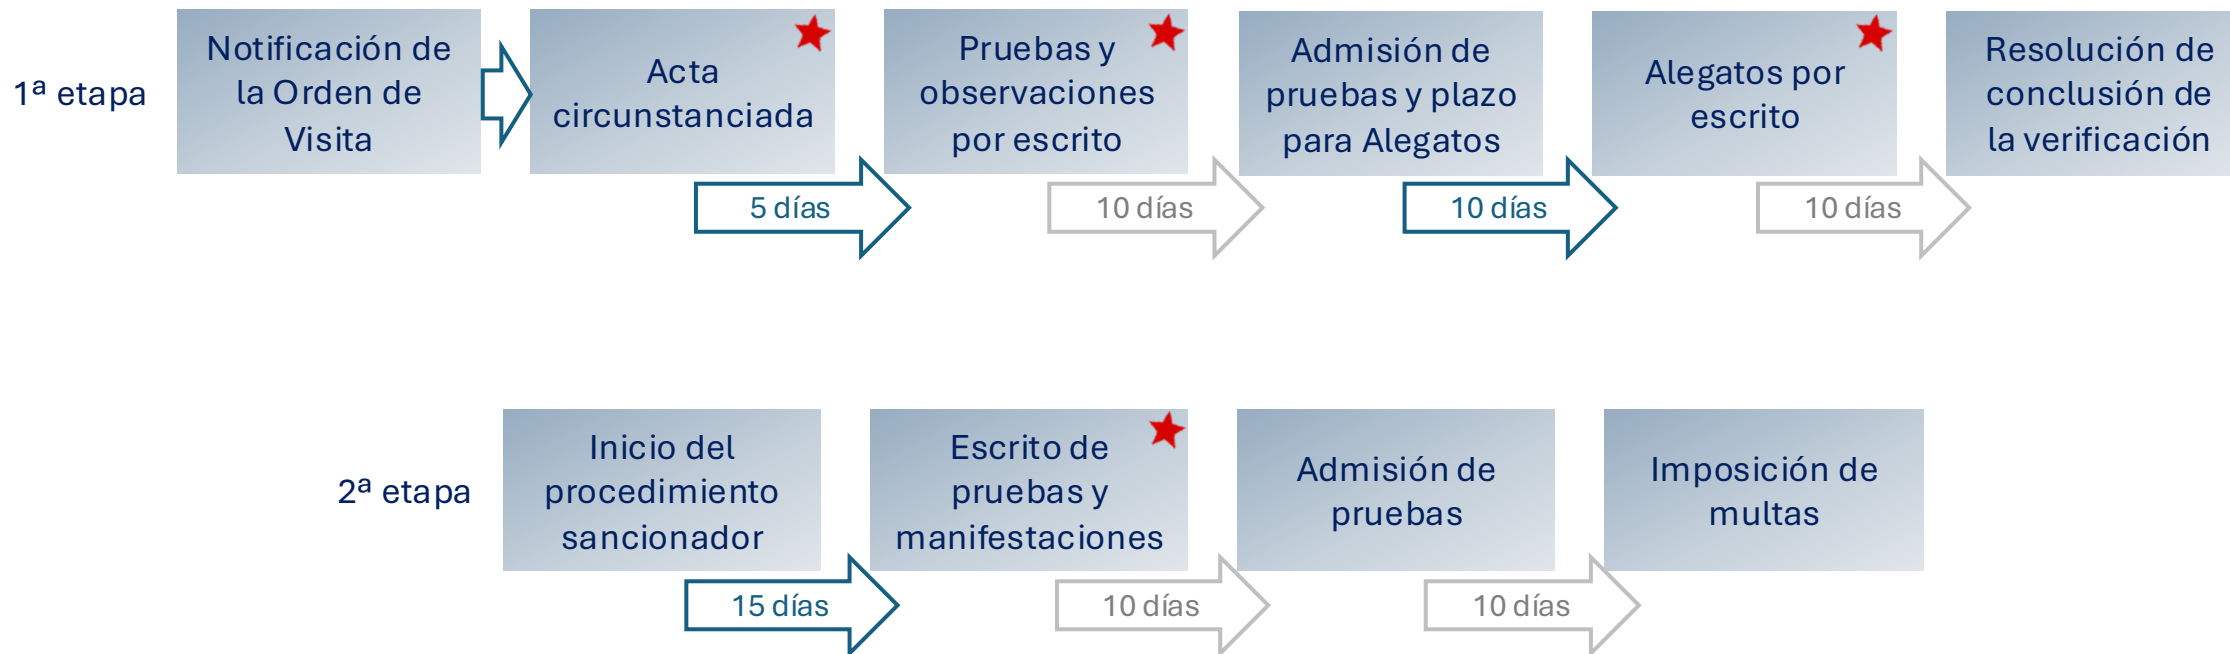 1ª etapa
Notificación de
la Orden de
Visita
Acta
circunstanciada
Pruebas y
observaciones
por escrito
Admisión de
pruebas y plazo
para Alegatos
Alegatos por
escrito
Resolución de
conclusión de
la verificación
5 días
10 días
10 días
10 días
2ª etapa
Inicio del
procedimiento
sancionador
Escrito de
pruebas y
manifestaciones
Admisión de
pruebas
Imposición de
multas
15 días
10 días
10 días